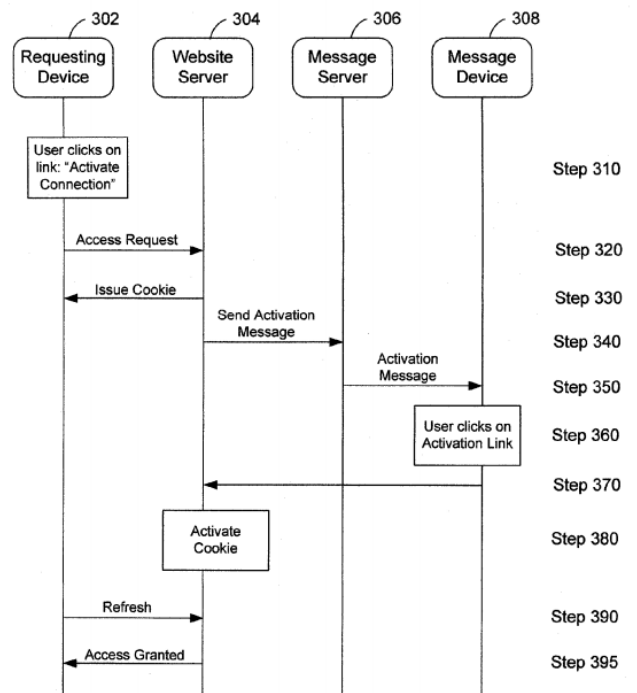 302
304
306
308
Requesting
Device
Website
Server
Message
Server
Message
Device
User clicks on
link: “Activate
Connection”
Step 310
Access Request
Step 320
Issue Cookie
Step 330
Send Activation
Message
Step 340
Activation
Message
Step 350
User clicks on
Activation Link
Step 360
Step 370
Activate
Cookie
Step 380
Refresh
Step 390
Access Granted
Step 395